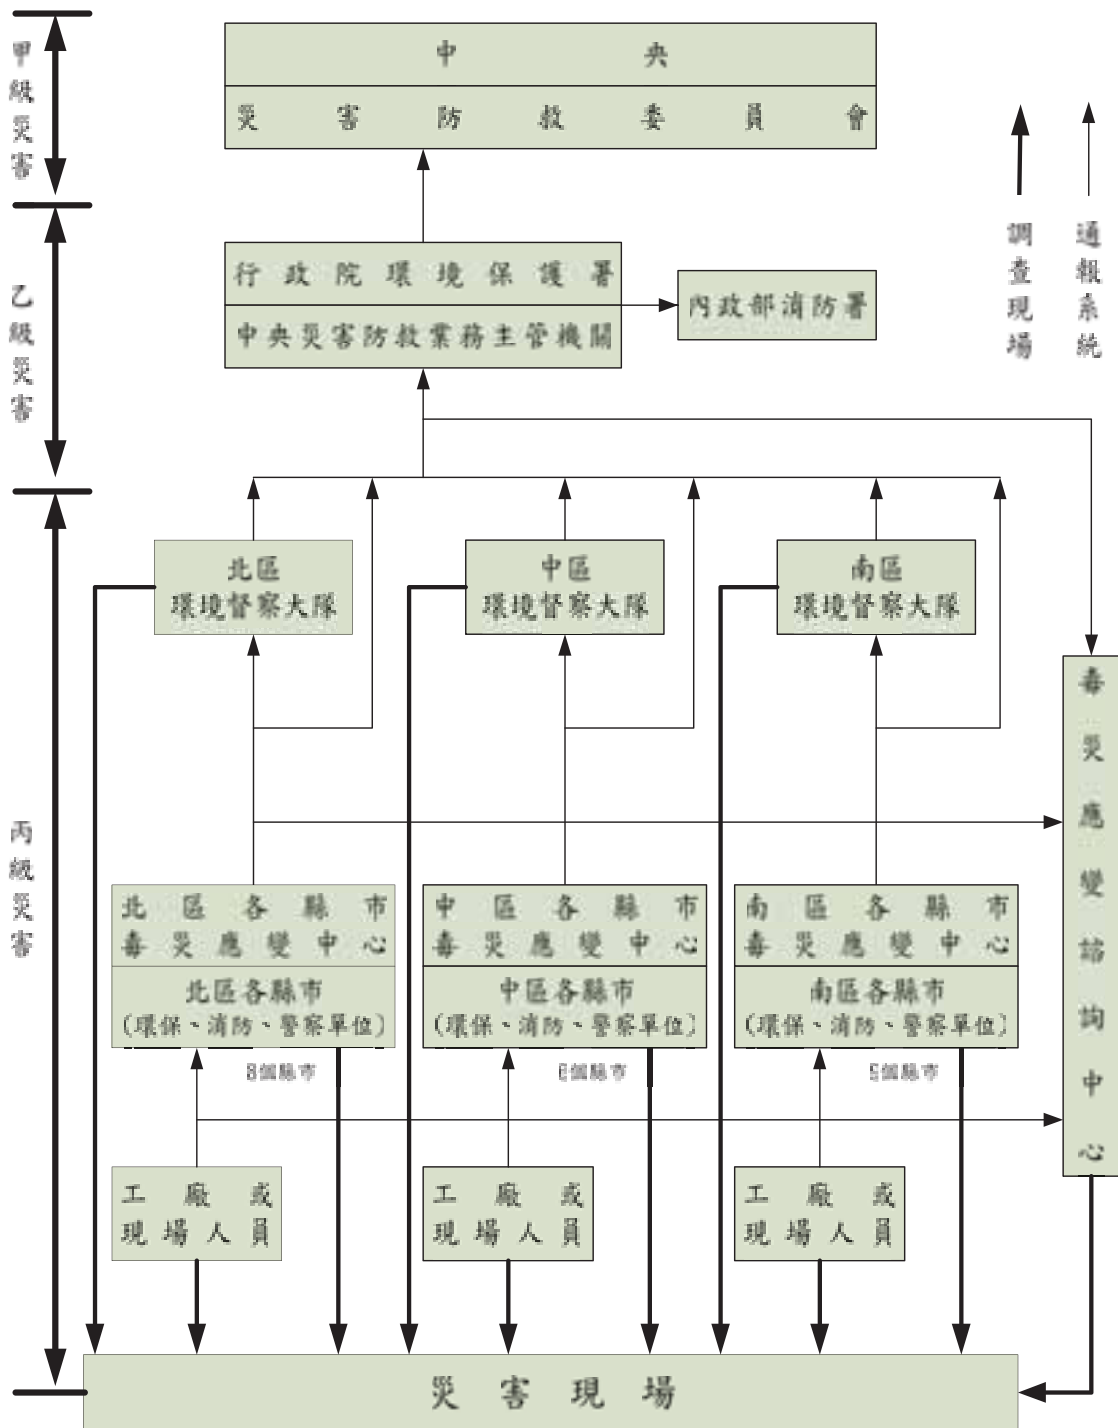 甲級災害
中央
災害防救委員會
調查現場
通報系統
乙級災害
行政院環境保護署
中央災害防救業務主管機關
內政部消防署
丙級災害
北區
環境督察大隊
中區
環境督察大隊
南區
環境督察大隊
毒災應變諮詢中心
北區各縣市
毒災應變中心
北區各縣市
(環保、消防、警察單位)
中區各縣市
毒災應變中心
中區各縣市
(環保、消防、警察單位)
南區各縣市
毒災應變中心
南區各縣市
(環保、消防、警察單位)
8個縣市
6個縣市
5個縣市
工廠或
現場人員
工廠或
現場人員
工廠或
現場人員
災害現場